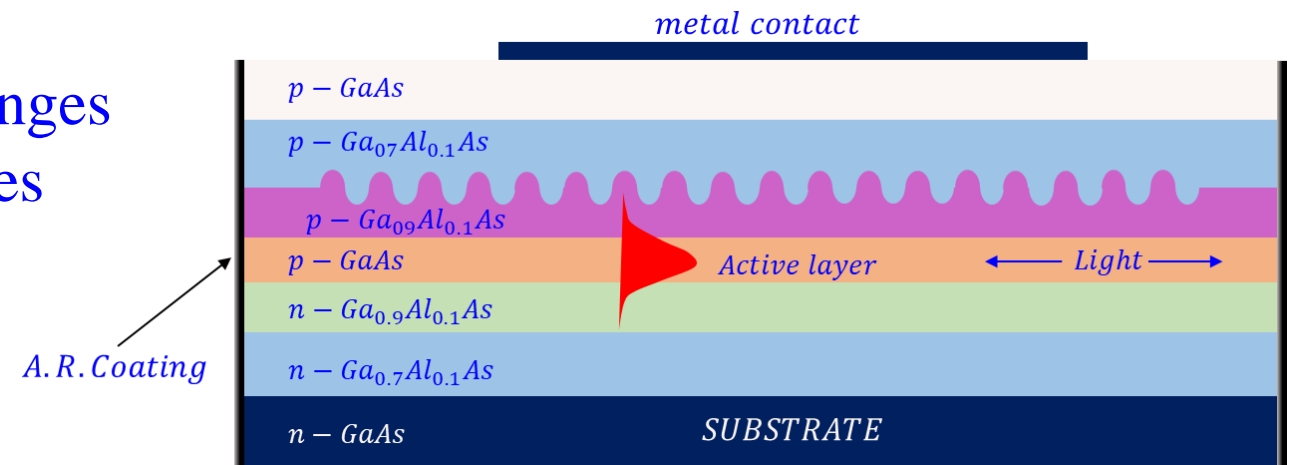 metal contact
nges
es
p − GaAs
p − Ga₀₇Al₀.₁As
p − Ga₀₉Al₀.₁As
p − GaAs
Active layer
Light
n − Ga₀.₉Al₀.₁As
A.R.Coating
n − Ga₀.₇Al₀.₁As
n − GaAs
SUBSTRATE